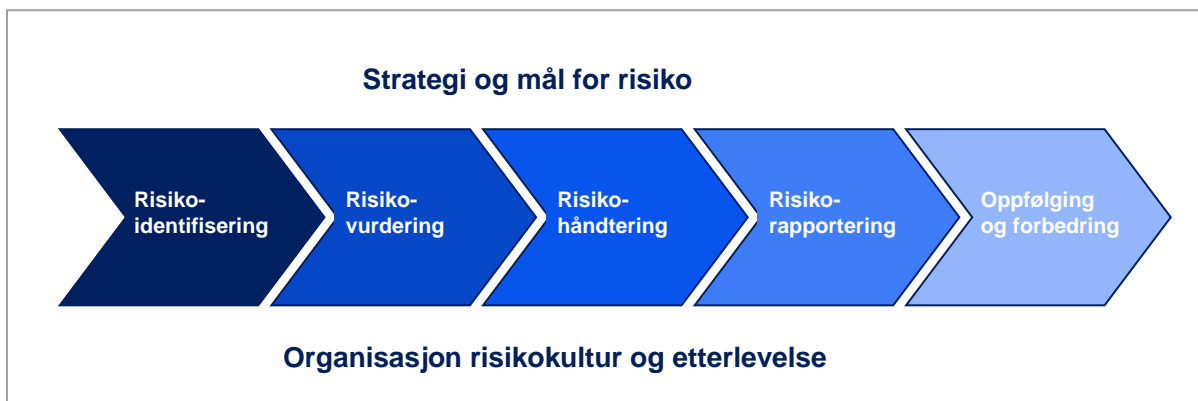 Strategi og mål for risiko
Risiko-
identifisering
Risiko-
vurdering
Risiko-
håndtering
Risiko-
rapportering
Oppfølging
og forbedring
Organisasjon risikokultur og etterlevelse